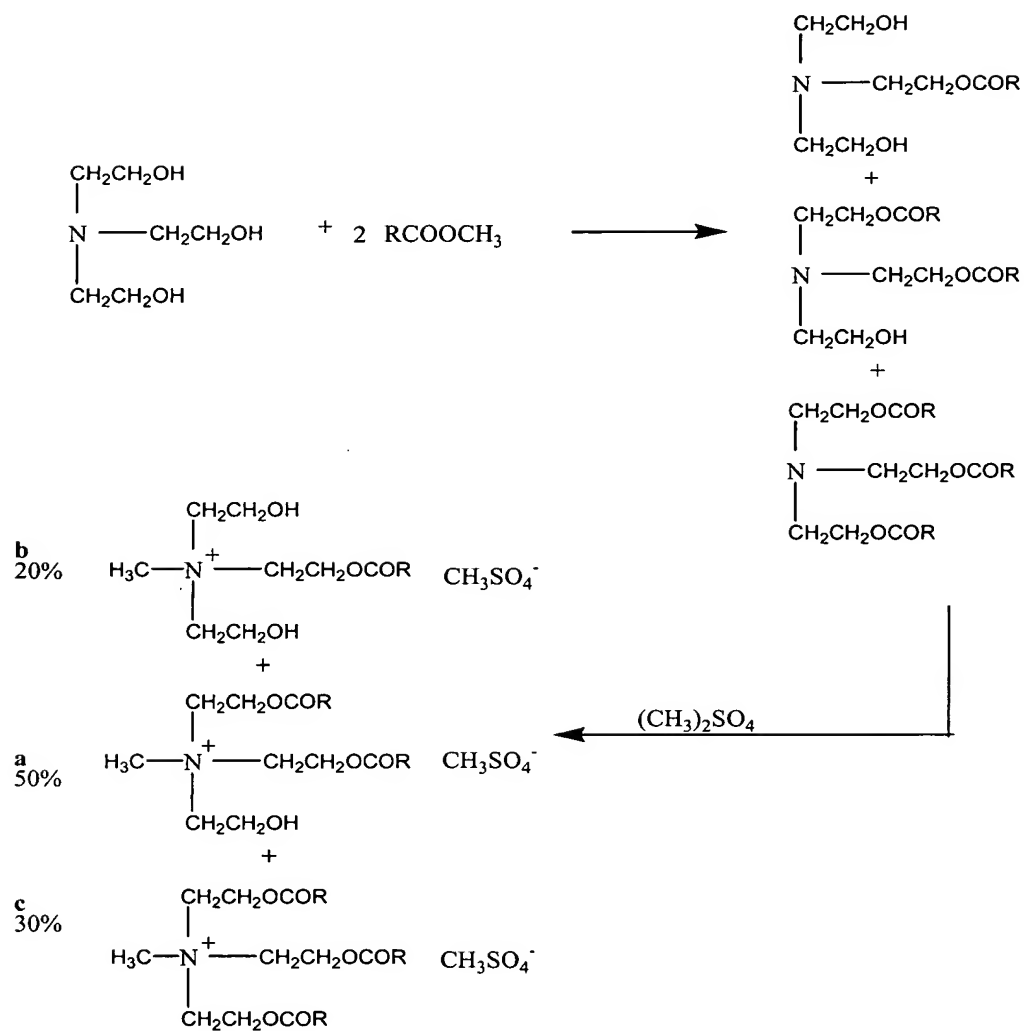 CH₂CH₂OH
N — CH₂CH₂OCOR
CH₂CH₂OH
+
CH₂CH₂OH
N — CH₂CH₂OH
CH₂CH₂OH
+ 2 RCOOCH₃
CH₂CH₂OCOR
N — CH₂CH₂OCOR
CH₂CH₂OH
+
CH₂CH₂OCOR
N — CH₂CH₂OCOR
CH₂CH₂OCOR
(CH₃)₂SO₄
CH₂CH₂OH
b
20%
H₃C — N⁺ — CH₂CH₂OCOR CH₃SO₄⁻
CH₂CH₂OH
+
CH₂CH₂OCOR
a
50%
H₃C — N⁺ — CH₂CH₂OCOR CH₃SO₄⁻
CH₂CH₂OH
+
CH₂CH₂OCOR
c
30%
H₃C — N⁺ — CH₂CH₂OCOR CH₃SO₄⁻
CH₂CH₂OCOR